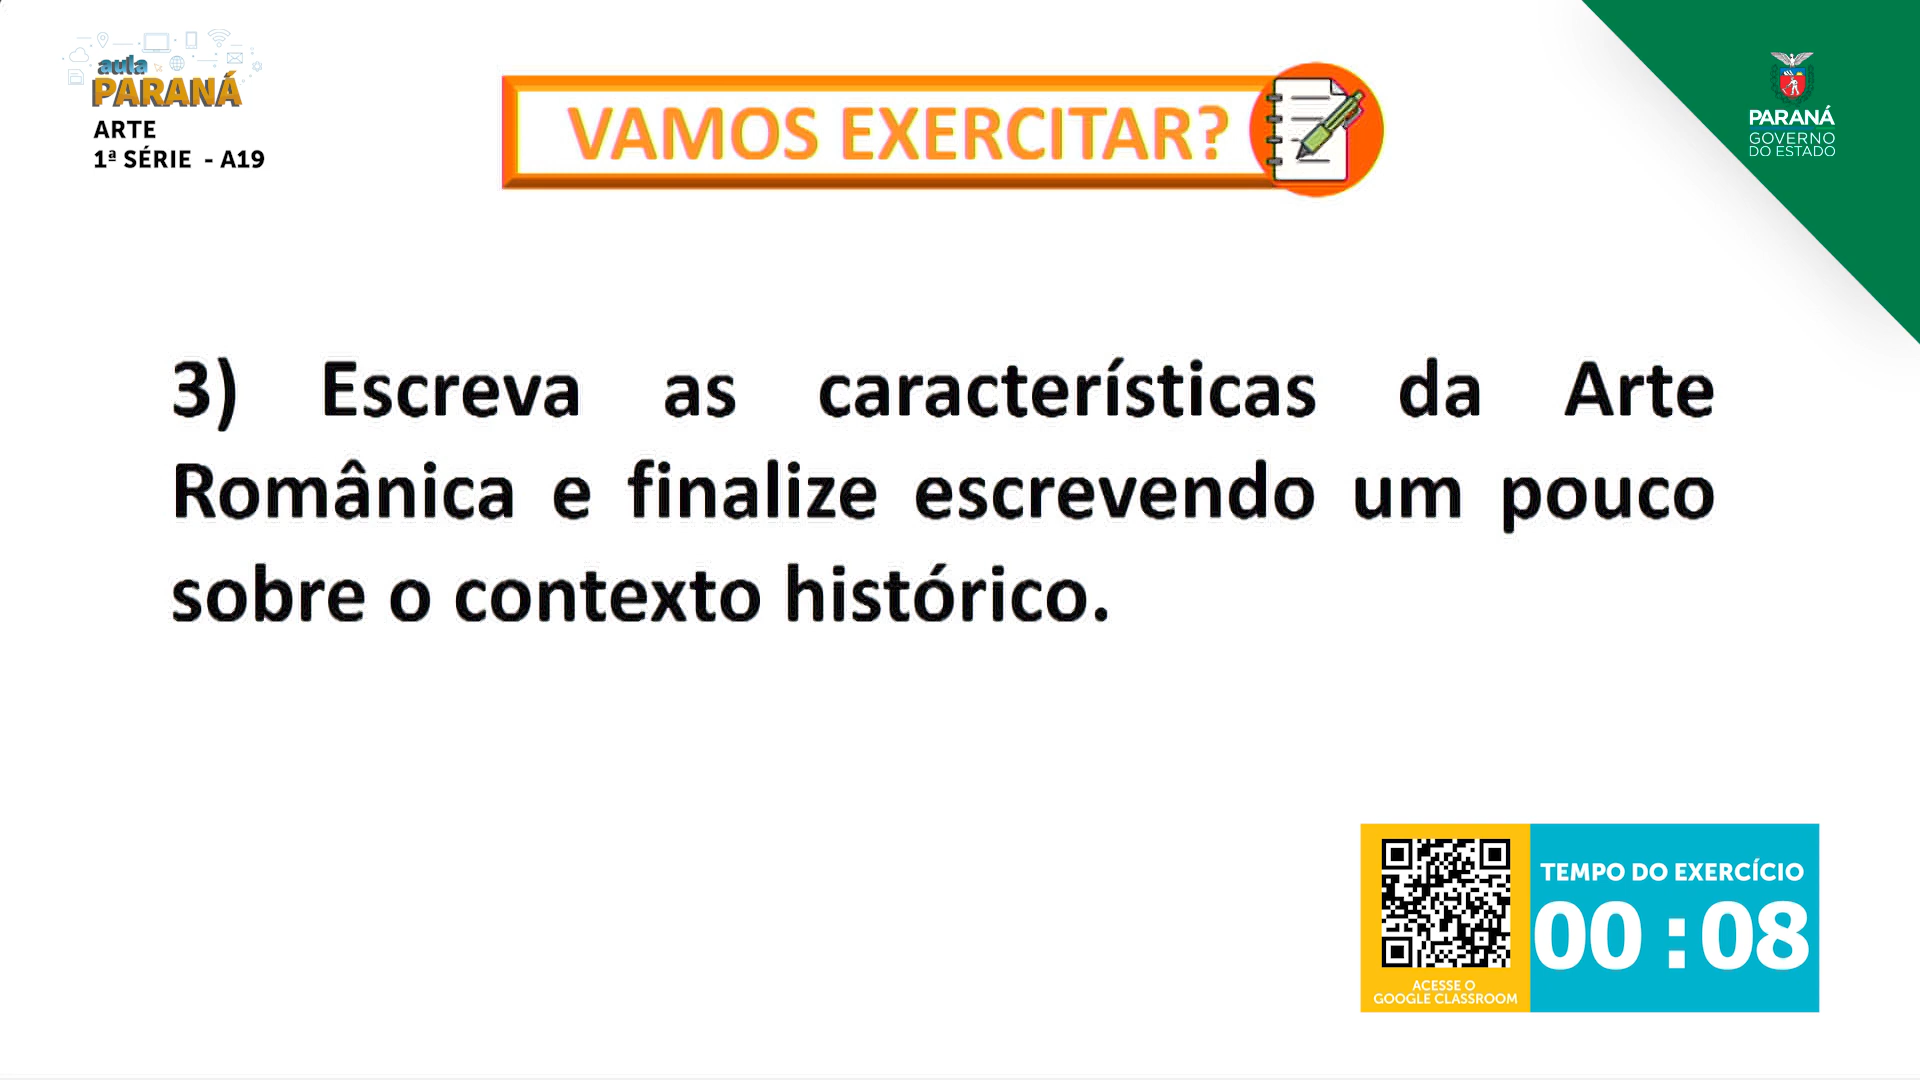 aula
PARANÁ
ARTE
1ª SÉRIE - A19
VAMOS EXERCITAR?
PARANÁ
GOVERNO
DO ESTADO
3) Escreva as características da Arte
Românica e finalize escrevendo um pouco
sobre o contexto histórico.
TEMPO DO EXERCÍCIO
00 : 08
ACESSE O
GOOGLE CLASSROOM